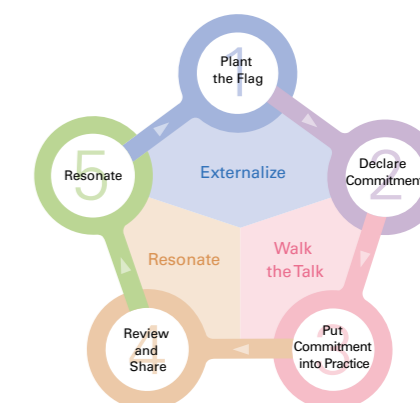 1
Plant
the Flag
2
Declare
Commitment
3
Put
Commitment
into Practice
4
Review
and
Share
5
Resonate
Externalize
Walk
the Talk
Resonate